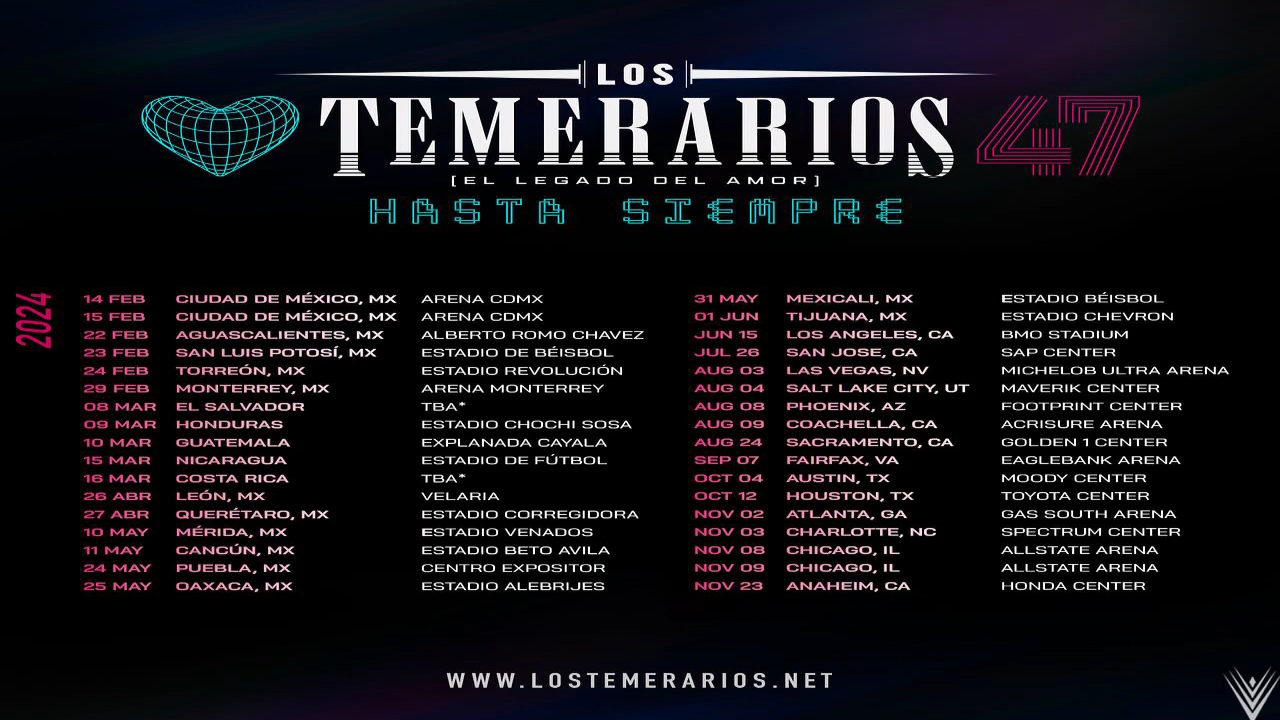 LOS
TEMERARIOS 47
[EL LEGADO DEL AMOR]
HASTA SIEMPRE
2024
14 FEB CIUDAD DE MÉXICO, MX ARENA CDMX
15 FEB CIUDAD DE MÉXICO, MX ARENA CDMX
22 FEB AGUASCALIENTES, MX ALBERTO ROMO CHAVEZ
23 FEB SAN LUIS POTOSÍ, MX ESTADIO DE BÉISBOL
24 FEB TORREÓN, MX ESTADIO REVOLUCIÓN
29 FEB MONTERREY, MX ARENA MONTERREY
08 MAR EL SALVADOR TBA*
09 MAR HONDURAS ESTADIO CHOCHI SOSA
10 MAR GUATEMALA EXPLANADA CAYALA
15 MAR NICARAGUA ESTADIO DE FÚTBOL
16 MAR COSTA RICA TBA*
26 ABR LEÓN, MX VELARIA
27 ABR QUERÉTARO, MX ESTADIO CORREGIDORA
10 MAY MÉRIDA, MX ESTADIO VENADOS
11 MAY CANCÚN, MX ESTADIO BETO AVILA
24 MAY PUEBLA, MX CENTRO EXPOSITOR
25 MAY OAXACA, MX ESTADIO ALEBRIJES
31 MAY MEXICALI, MX ESTADIO BÉISBOL
01 JUN TIJUANA, MX ESTADIO CHEVRON
JUN 15 LOS ANGELES, CA BMO STADIUM
JUL 26 SAN JOSE, CA SAP CENTER
AUG 03 LAS VEGAS, NV MICHELOB ULTRA ARENA
AUG 04 SALT LAKE CITY, UT MAVERIK CENTER
AUG 08 PHOENIX, AZ FOOTPRINT CENTER
AUG 09 COACHELLA, CA ACRISURE ARENA
AUG 24 SACRAMENTO, CA GOLDEN 1 CENTER
SEP 07 FAIRFAX, VA EAGLEBANK ARENA
OCT 04 AUSTIN, TX MOODY CENTER
OCT 12 HOUSTON, TX TOYOTA CENTER
NOV 02 ATLANTA, GA GAS SOUTH ARENA
NOV 03 CHARLOTTE, NC SPECTRUM CENTER
NOV 08 CHICAGO, IL ALLSTATE ARENA
NOV 09 CHICAGO, IL ALLSTATE ARENA
NOV 23 ANAHEIM, CA HONDA CENTER
WWW.LOSTEMERARIOS.NET